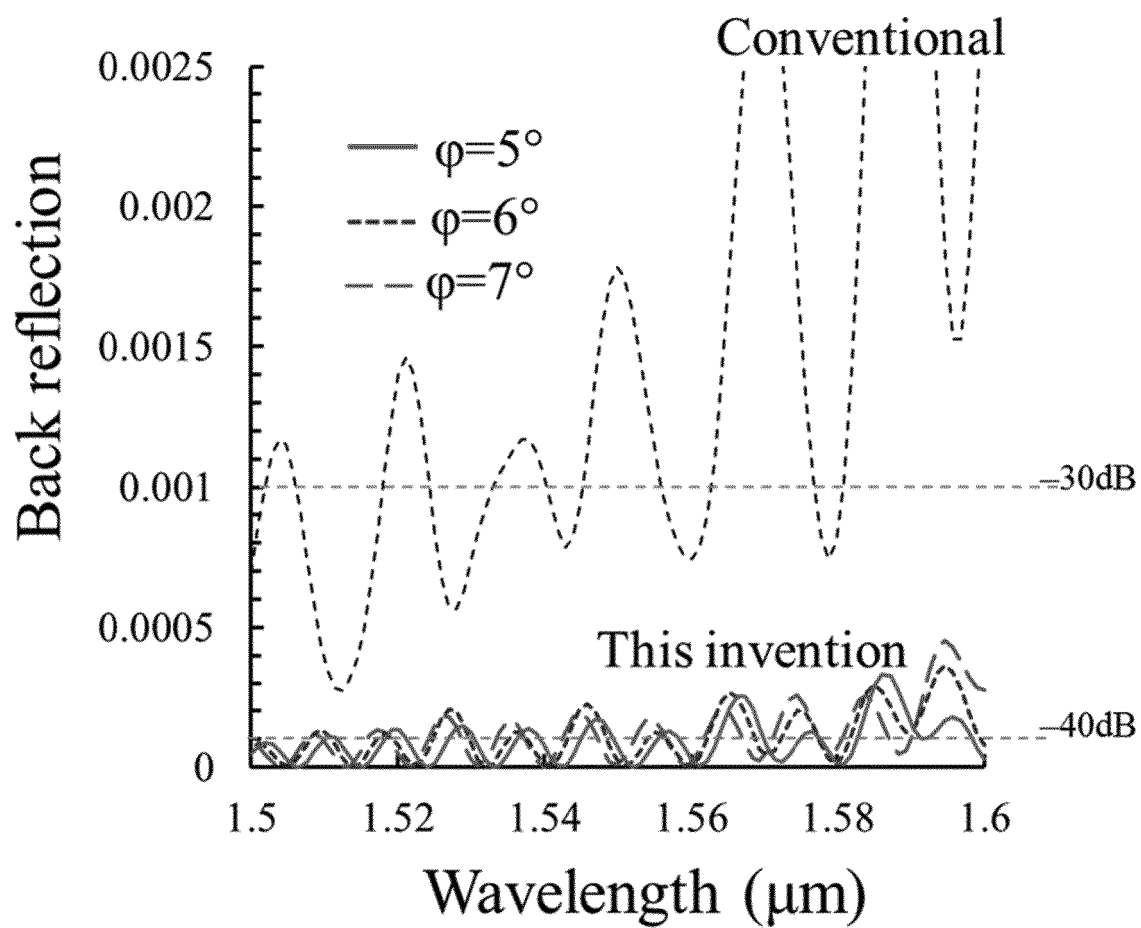 Conventional
0.0025
φ=5°
0.002
φ=6°
φ=7°
0.0015
0.001
–30dB
0.0005
This invention
–40dB
0
1.5 1.52 1.54 1.56 1.58 1.6
Wavelength (μm)
Back reflection